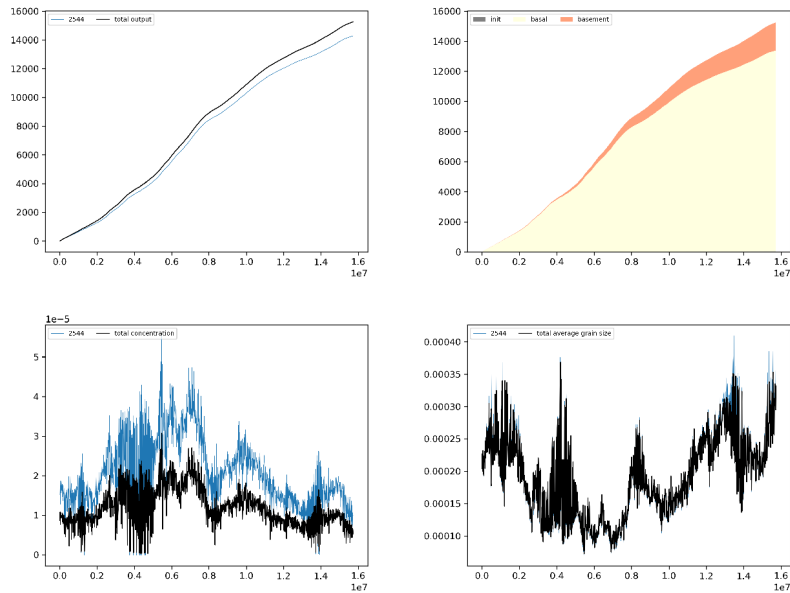 2544 total output
16000
14000
12000
10000
8000
6000
4000
2000
0
0.0 0.2 0.4 0.6 0.8 1.0 1.2 1.4 1.6
1e7
init basal basement
16000
14000
12000
10000
8000
6000
4000
2000
0
0.0 0.2 0.4 0.6 0.8 1.0 1.2 1.4 1.6
1e7
1e−5
2544 total concentration
5
4
3
2
1
0
0.0 0.2 0.4 0.6 0.8 1.0 1.2 1.4 1.6
1e7
2544 total average grain size
0.00040
0.00035
0.00030
0.00025
0.00020
0.00015
0.00010
0.0 0.2 0.4 0.6 0.8 1.0 1.2 1.4 1.6
1e7